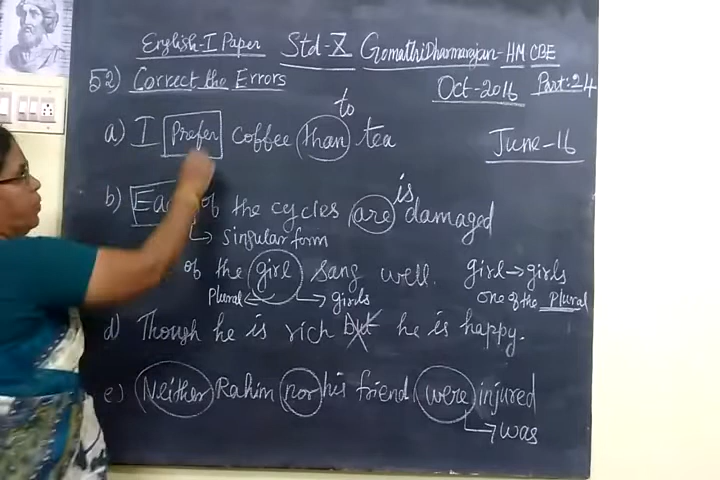 English-I Paper Std-X GomathiDharmarajan-HM CBE
52) Correct the Errors Oct-2016 Part:24
to
a) I Prefer coffee than tea June-16
is
b) Ea of the cycles are damaged
singular form
of the girl sang well. girl→girls
Plural girls one of the Plural
d) Though he is rich but he is happy.
e) Neither Rahim nor his friend were injured
was